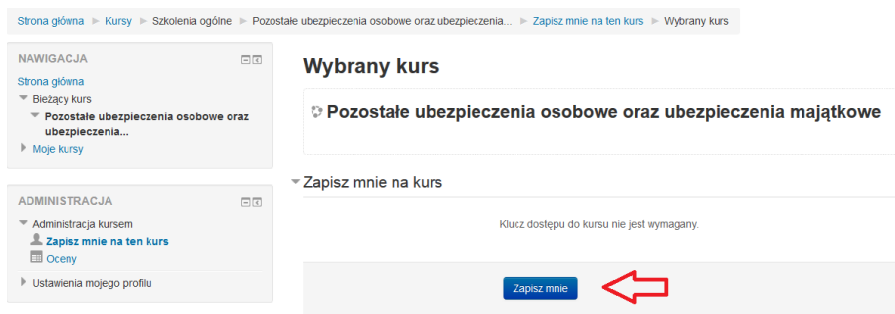 Strona główna ► Kursy ► Szkolenia ogólne ► Pozostałe ubezpieczenia osobowe oraz ubezpieczenia... ► Zapisz mnie na ten kurs ► Wybrany kurs
NAWIGACJA
Strona główna
Bieżący kurs
Pozostałe ubezpieczenia osobowe oraz
ubezpieczenia...
Moje kursy
ADMINISTRACJA
Administracja kursem
Zapisz mnie na ten kurs
Oceny
Ustawienia mojego profilu
Wybrany kurs
Pozostałe ubezpieczenia osobowe oraz ubezpieczenia majątkowe
Zapisz mnie na kurs
Klucz dostępu do kursu nie jest wymagany.
Zapisz mnie